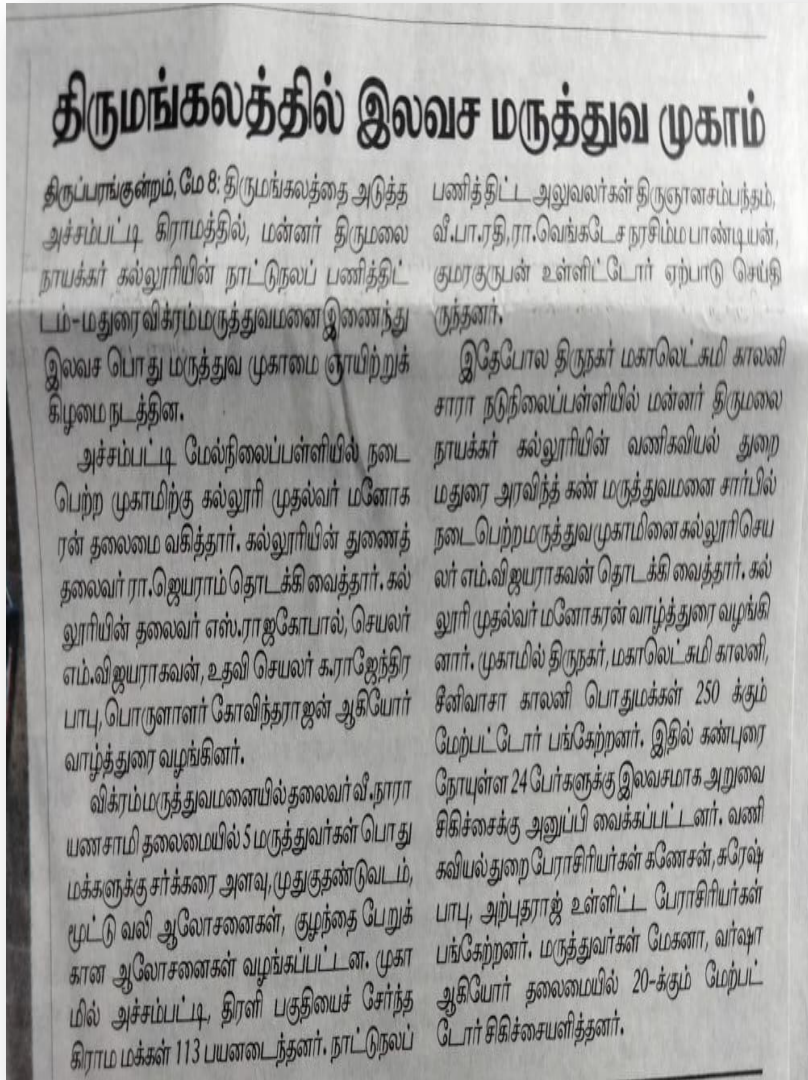 திருமங்கலத்தில் இலவச மருத்துவ முகாம்
திருப்பரங்குன்றம், மே 8: திருமங்கலத்தை அடுத்த
அச்சம்பட்டி கிராமத்தில், மன்னர் திருமலை
நாயக்கர் கல்லூரியின் நாட்டுநலப் பணித்திட்
டம்-மதுரை விக்ரம் மருத்துவமனை இணைந்து
இலவச பொது மருத்துவ முகாமை ஞாயிற்றுக்
கிழமை நடத்தின.
அச்சம்பட்டி மேல்நிலைப்பள்ளியில் நடை
பெற்ற முகாமிற்கு கல்லூரி முதல்வர் மனோக
ரன் தலைமை வகித்தார். கல்லூரியின் துணைத்
தலைவர் ரா.ஜெயராம் தொடக்கி வைத்தார். கல்
லூரியின் தலைவர் எஸ்.ராஜகோபால், செயலர்
எம்.விஜயராகவன், உதவி செயலர் க.ராஜேந்திர
பாபு, பொருளாளர் கோவிந்தராஜன் ஆகியோர்
வாழ்த்துரை வழங்கினர்.
விக்ரம் மருத்துவமனையில் தலைவர் வீ.நாரா
யணசாமி தலைமையில் 5 மருத்துவர்கள் பொது
மக்களுக்கு சர்க்கரை அளவு, முதுகுதண்டுவடம்,
மூட்டு வலி ஆலோசனைகள், குழந்தை பேறுக்
கான ஆலோசனைகள் வழங்கப்பட்டன. முகா
மில் அச்சம்பட்டி, திரளி பகுதியைச் சேர்ந்த
கிராம மக்கள் 113 பயனடைந்தனர். நாட்டுநலப்
பணித்திட்ட அலுவலர்கள் திருஞானசம்பந்தம்,
வீ.பா.ரதி, ரா.வெங்கடேச நரசிம்ம பாண்டியன்,
குமரகுருபன் உள்ளிட்டோர் ஏற்பாடு செய்தி
ருந்தனர்.
இதேபோல திருநகர் மகாலெட்சுமி காலனி
சாரா நடுநிலைப்பள்ளியில் மன்னர் திருமலை
நாயக்கர் கல்லூரியின் வணிகவியல் துறை
மதுரை அரவிந்த் கண் மருத்துவமனை சார்பில்
நடைபெற்ற மருத்துவ முகாமினை கல்லூரி செய
லர் எம்.விஜயராகவன் தொடக்கி வைத்தார். கல்
லூரி முதல்வர் மனோகரன் வாழ்த்துரை வழங்கி
னார். முகாமில் திருநகர், மகாலெட்சுமி காலனி,
சீனிவாசா காலனி பொதுமக்கள் 250 க்கும்
மேற்பட்டோர் பங்கேற்றனர். இதில் கண்புரை
நோயுள்ள 24 பேர்களுக்கு இலவசமாக அறுவை
சிகிச்சைக்கு அனுப்பி வைக்கப்பட்டனர். வணி
கவியல் துறை பேராசிரியர்கள் கணேசன், சுரேஷ்
பாபு, அற்புதராஜ் உள்ளிட்ட பேராசிரியர்கள்
பங்கேற்றனர். மருத்துவர்கள் மேகனா, வர்ஷா
ஆகியோர் தலைமையில் 20-க்கும் மேற்பட்
டோர் சிகிச்சையளித்தனர்.